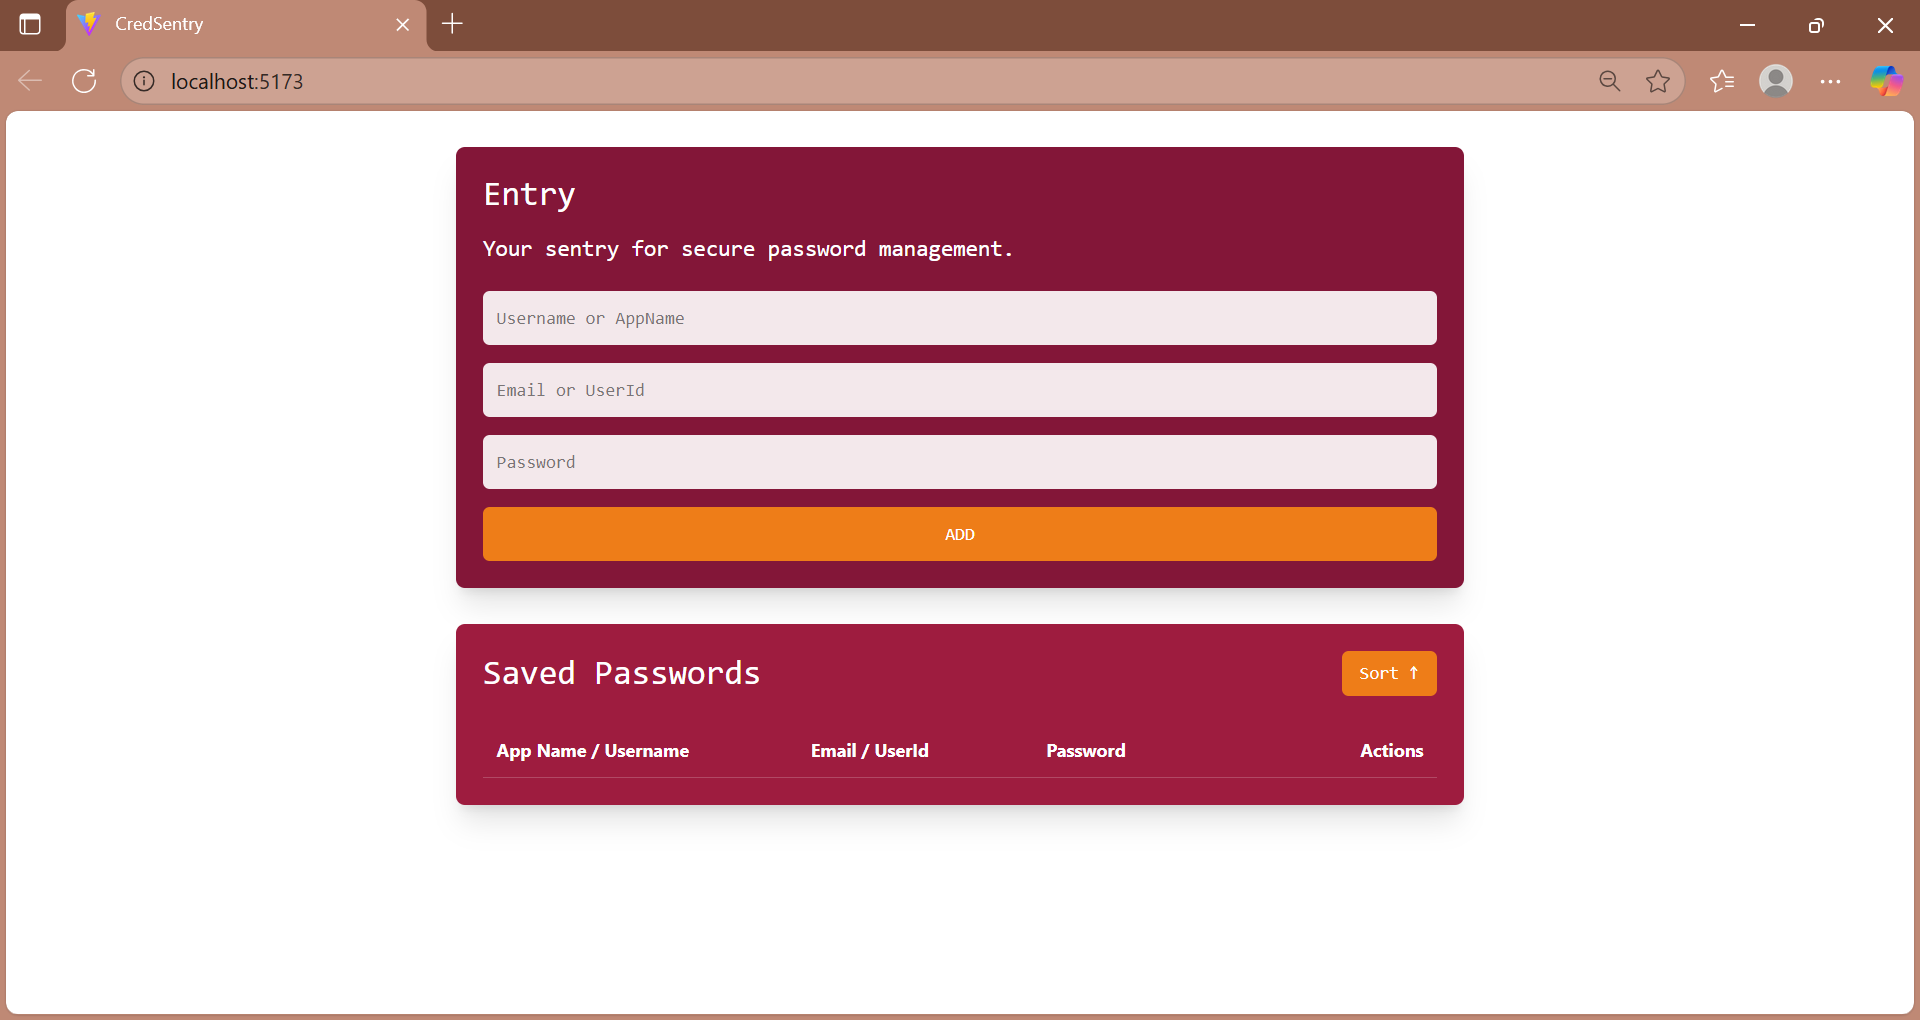 CredSentry
localhost:5173
Entry
Your sentry for secure password management.
Username or AppName
Email or UserId
Password
ADD
Saved Passwords
Sort ↑
App Name / Username Email / UserId Password Actions